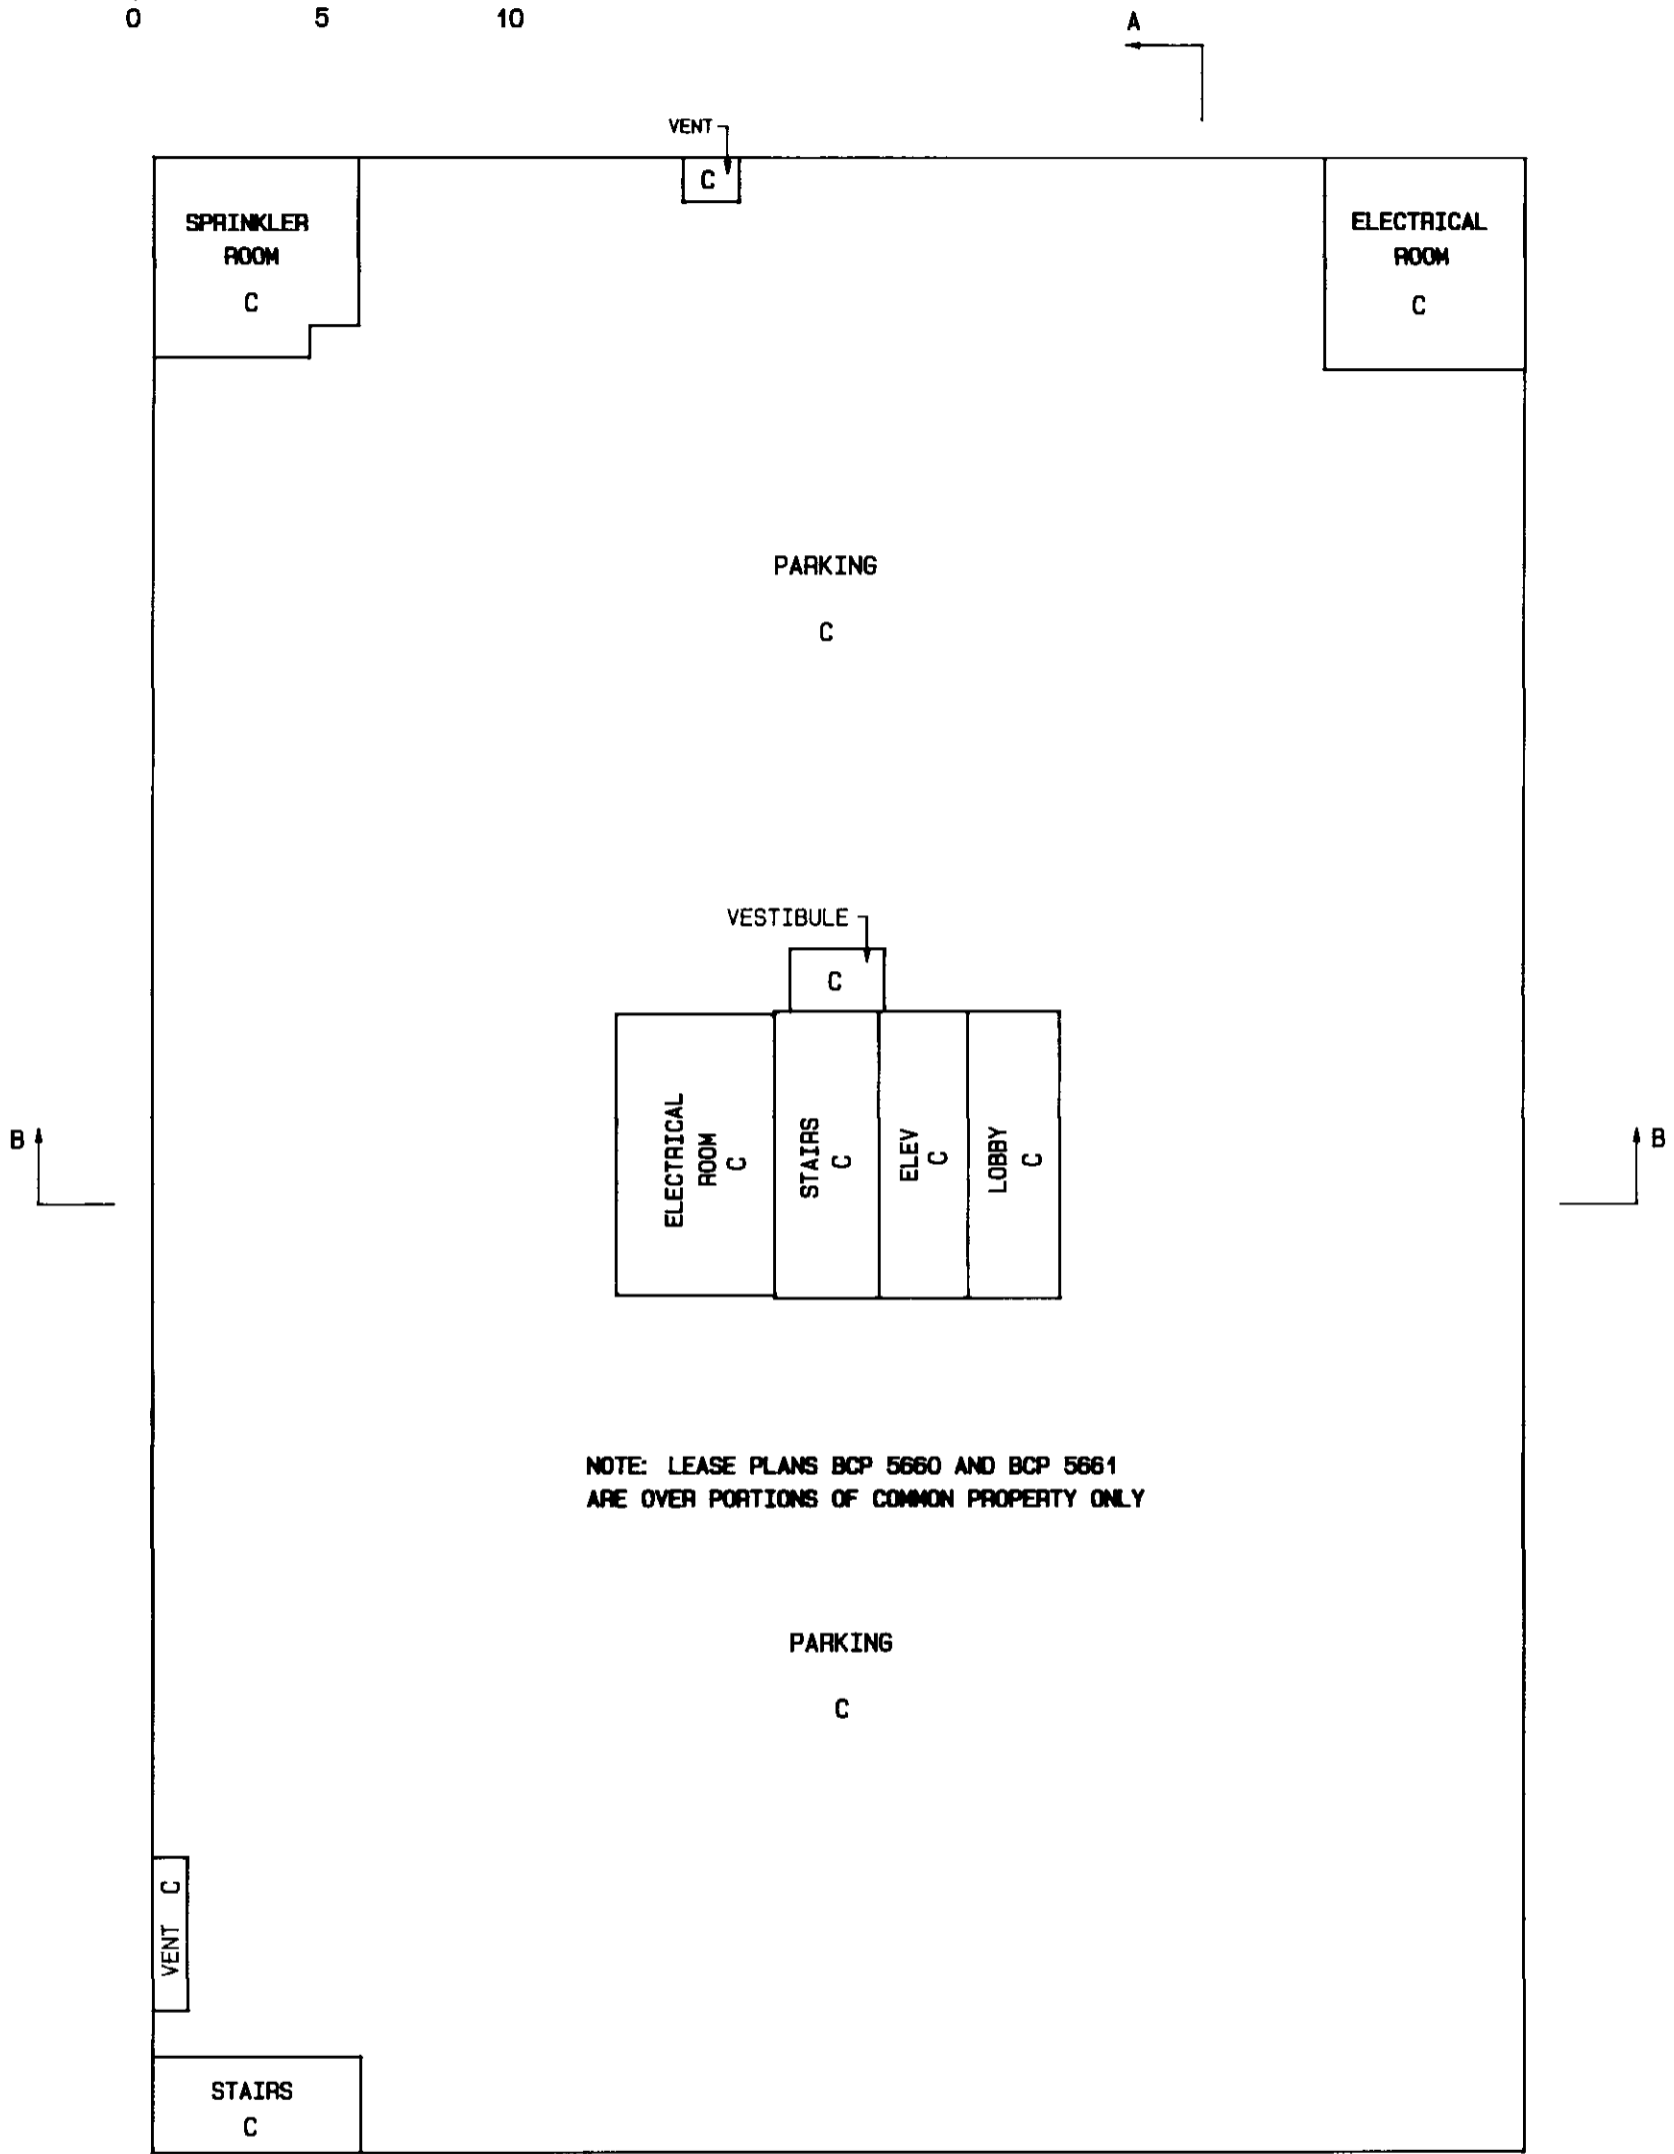 0 5 10
A
VENT
C
SPRINKLER
ROOM
C
ELECTRICAL
ROOM
C
PARKING
C
VESTIBULE
C
ELECTRICAL
ROOM
C
STAIRS
C
ELEV
C
LOBBY
C
B
B
NOTE: LEASE PLANS BCP 5660 AND BCP 5661
ARE OVER PORTIONS OF COMMON PROPERTY ONLY
PARKING
C
VENT C
STAIRS
C